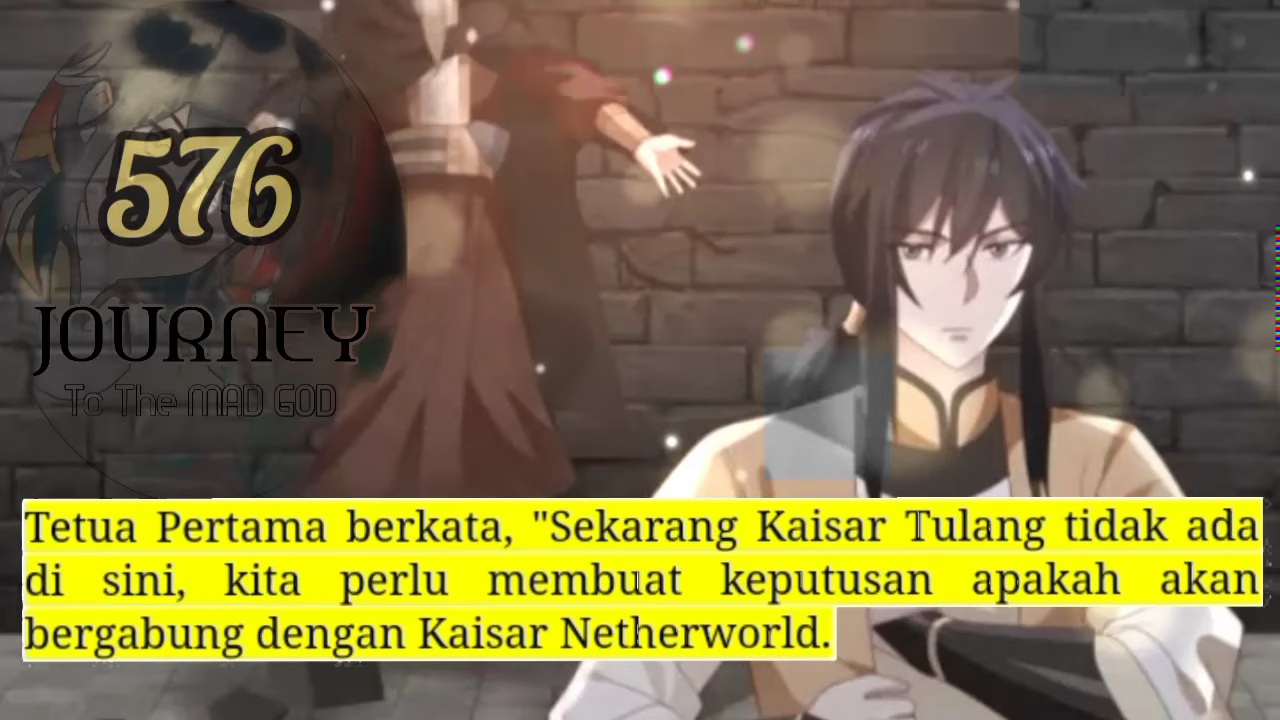 576
JOURNEY
To The MAD GOD
Tetua Pertama berkata, "Sekarang Kaisar Tulang tidak ada
di sini, kita perlu membuat keputusan apakah akan
bergabung dengan Kaisar Netherworld.